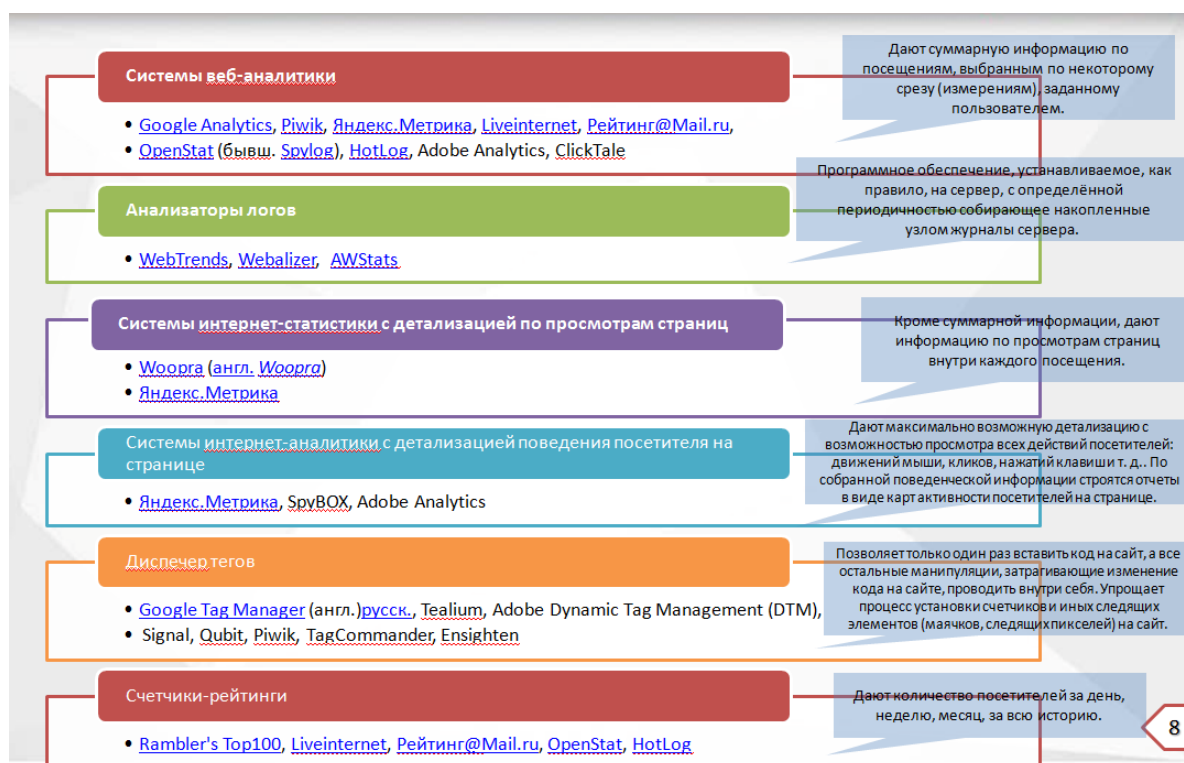 Системы веб-аналитики
Дают суммарную информацию по
посещениям, выбранным по некоторому
срезу (измерениям), заданному
пользователем.
• Google Analytics, Piwik, Яндекс.Метрика, Liveinternet, Рейтинг@Mail.ru,
• OpenStat (бывш. Spylog), HotLog, Adobe Analytics, ClickTale
Анализаторы логов
Программное обеспечение, устанавливаемое, как
правило, на сервер, с определённой
периодичностью собирающее накопленные
узлом журналы сервера.
• WebTrends, Webalizer, AWStats
Системы интернет-статистики с детализацией по просмотрам страниц
Кроме суммарной информации, дают
информацию по просмотрам страниц
внутри каждого посещения.
• Woopra (англ. Woopra)
• Яндекс.Метрика
Системы интернет-аналитики с детализацией поведения посетителя на
странице
Дают максимально возможную детализацию с
возможностью просмотра всех действий посетителей:
движений мыши, кликов, нажатий клавиш и т. д.. По
собранной поведенческой информации строятся отчеты
в виде карт активности посетителей на странице.
• Яндекс.Метрика, SpyBOX, Adobe Analytics
Диспечер тегов
Позволяет только один раз вставить код на сайт, а все
остальные манипуляции, затрагивающие изменение
кода на сайте, проводить внутри себя. Упрощает
процесс установки счетчиков и иных следящих
элементов (маячков, следящих пикселей) на сайт.
• Google Tag Manager (англ.)русск., Tealium, Adobe Dynamic Tag Management (DTM),
• Signal, Qubit, Piwik, TagCommander, Ensighten
Счетчики-рейтинги
Дают количество посетителей за день,
неделю, месяц, за всю историю.
• Rambler's Top100, Liveinternet, Рейтинг@Mail.ru, OpenStat, HotLog
8